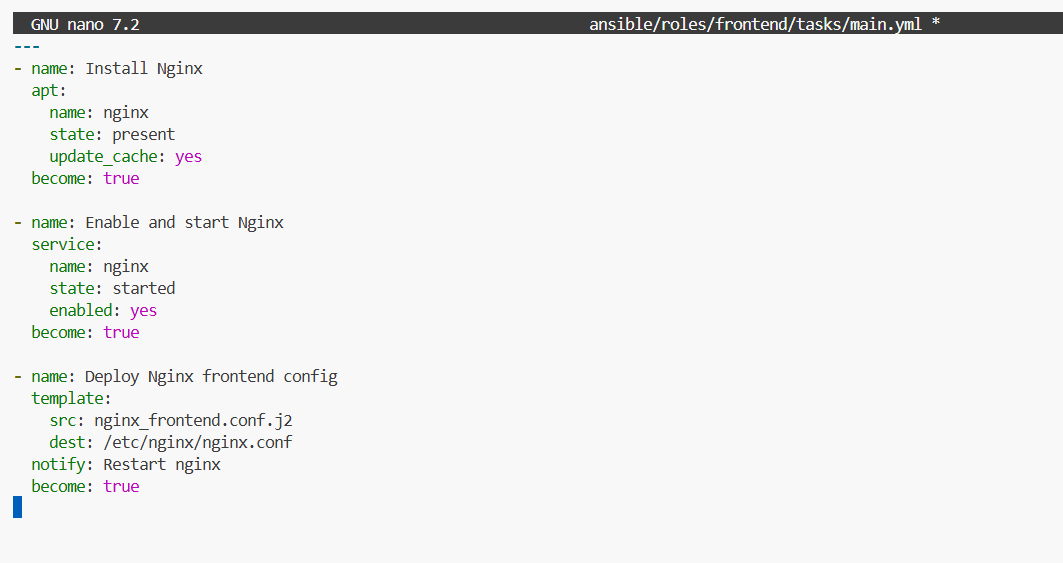 GNU nano 7.2 ansible/roles/frontend/tasks/main.yml *
---
- name: Install Nginx
  apt:
    name: nginx
    state: present
    update_cache: yes
  become: true

- name: Enable and start Nginx
  service:
    name: nginx
    state: started
    enabled: yes
  become: true

- name: Deploy Nginx frontend config
  template:
    src: nginx_frontend.conf.j2
    dest: /etc/nginx/nginx.conf
  notify: Restart nginx
  become: true